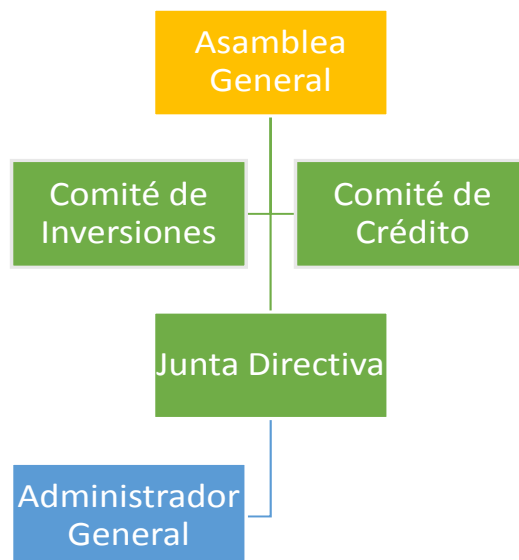 Asamblea
General
Comité de
Inversiones
Comité de
Crédito
Junta Directiva
Administrador
General